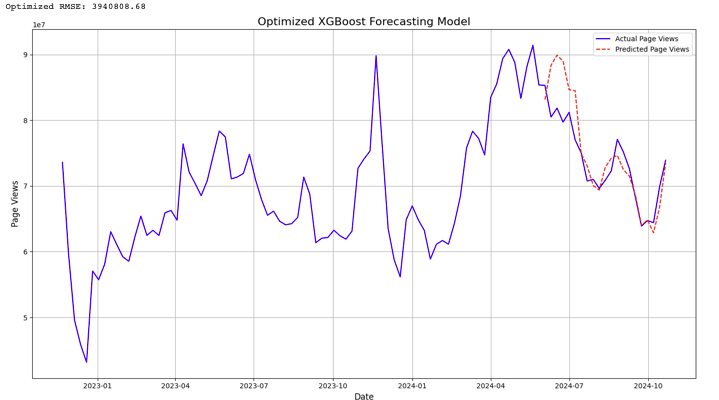 Optimized RMSE: 3940808.68
Optimized XGBoost Forecasting Model
1e7
Actual Page Views
Predicted Page Views
9
8
7
6
5
Page Views
2023-01 2023-04 2023-07 2023-10 2024-01 2024-04 2024-07 2024-10
Date